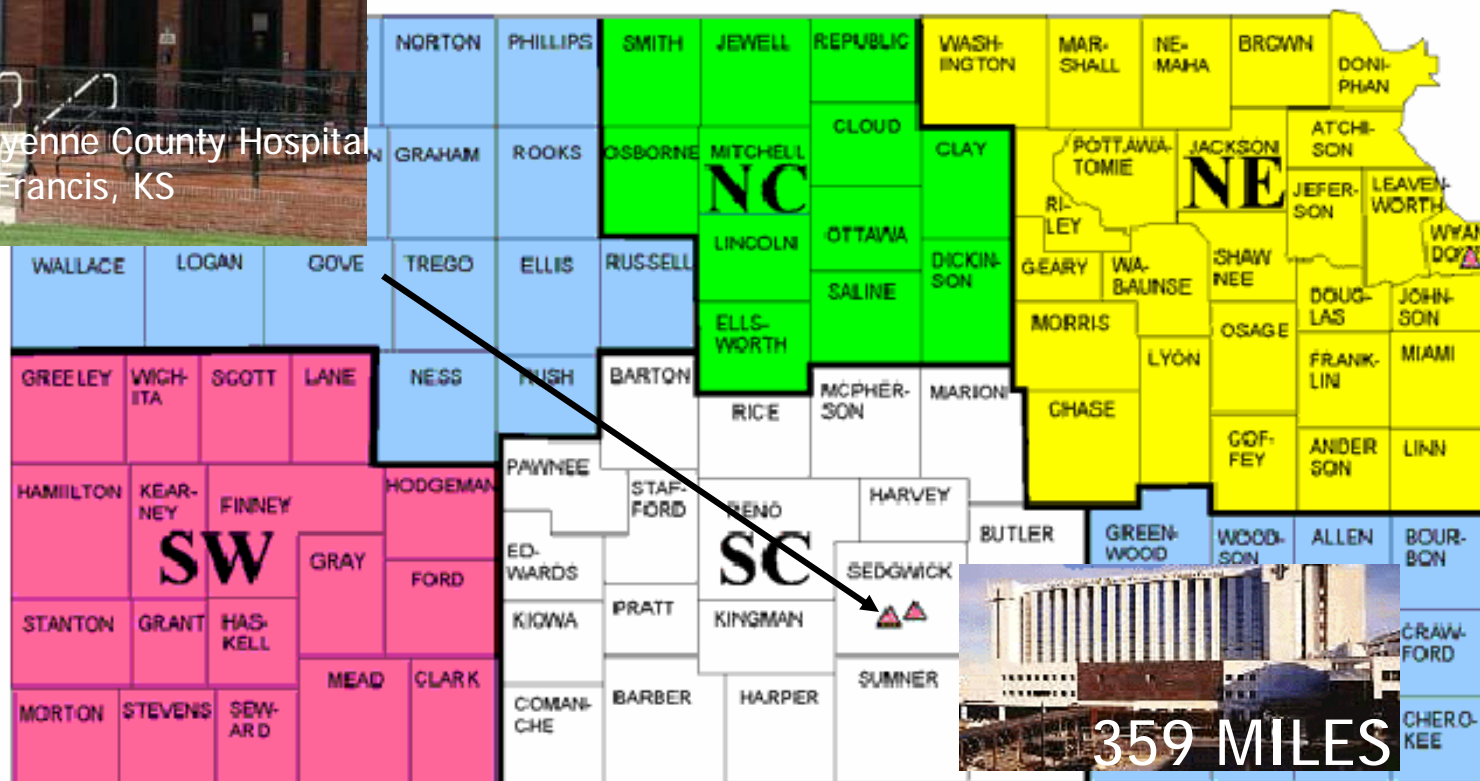 NORTON PHILLIPS SMITH JEWELL REPUBLIC
WASH-
IINGTON
MAR-
SHALL
NE-
MAHA
BROWN
DONI-
PHAN
yenne County Hospital
Francis, KS
N GRAHAM ROOKS OSBORNE MITCHELL
CLOUD
CLAY
POTTAWA-
TOMIE
JACKSON
ATCHI-
SON
NC
NE
RI-
LEY
JEFER-
SON
LEAVEN-
WORTH
WYAN
DO
WALLACE LOGAN GOVE TREGO ELLIS RUSSELL
LINCOLN
OTTAWA
SALINE
DICKIN-
SON
GEARY
WA-
BAUNSE
SHAW
NEE
DOUG-
LAS
JOHN-
SON
ELLS-
WORTH
MORRIS
LYON
OSAGE
FRANK-
LIN
MIAMI
GREELEY
WICH-
ITA
SCOTT LANE NESS RUSH BARTON
RICE
MCPHER-
SON
MARION
CHASE
COF-
FEY
ANDER
SON
LINN
HAMIILTON
KEAR-
NEY
FINNEY
HODGEMAN
PAWNEE
STAF-
FORD
RENO
HARVEY
BUTLER
GREEN-
WOOD
WOOD-
SON
ALLEN
BOUR-
BON
SW
SC
GRAY
FORD
ED-
WARDS
SEDGWICK
STANTON GRANT
HAS-
KELL
KIOWA PRATT KINGMAN
CRAW-
FORD
MEAD CLARK
COMAN-
CHE
BARBER HARPER SUMNER
MORTON STEVENS
SEW-
ARD
CHERO-
KEE
359 MILES